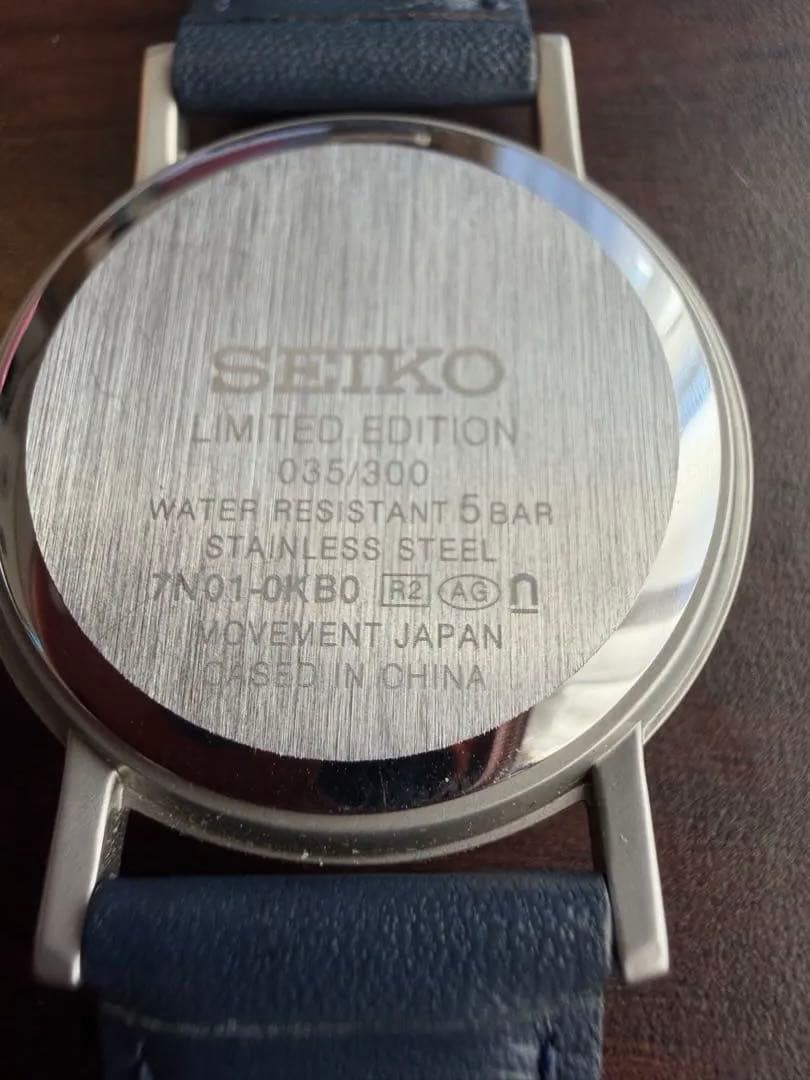 SEIKO
LIMITED EDITION
035/300
WATER RESISTANT 5 BAR
STAINLESS STEEL
7N01-0KB0 R2 AG
MOVEMENT JAPAN
CASED IN CHINA